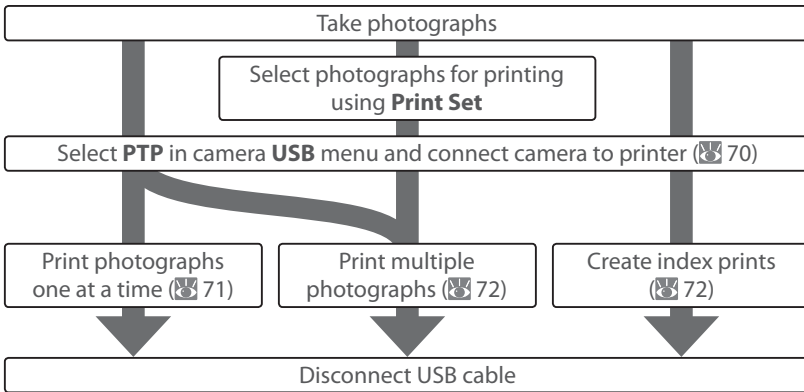 Take photographs
Select photographs for printing
using Print Set
Select PTP in camera USB menu and connect camera to printer ( 70)
Print photographs
one at a time ( 71)
Print multiple
photographs ( 72)
Create index prints
( 72)
Disconnect USB cable